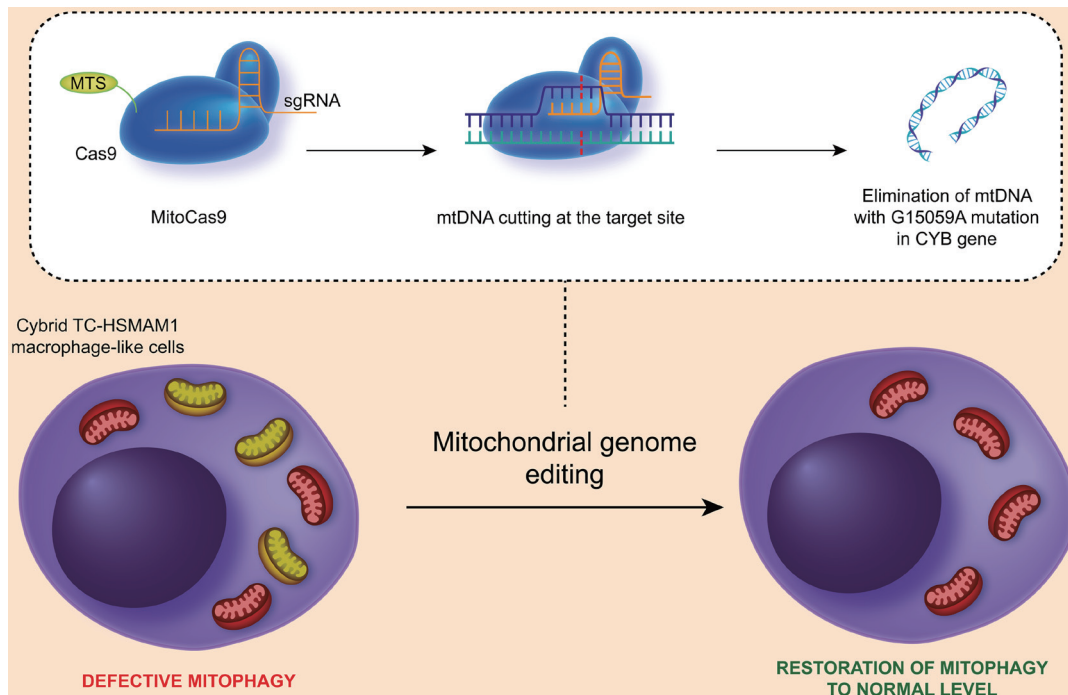 MTS
sgRNA
Cas9
MitoCas9
mtDNA cutting at the target site
Elimination of mtDNA
with G15059A mutation
in CYB gene
Cybrid TC-HSMAM1
macrophage-like cells
Mitochondrial genome
editing
DEFECTIVE MITOPHAGY
RESTORATION OF MITOPHAGY
TO NORMAL LEVEL